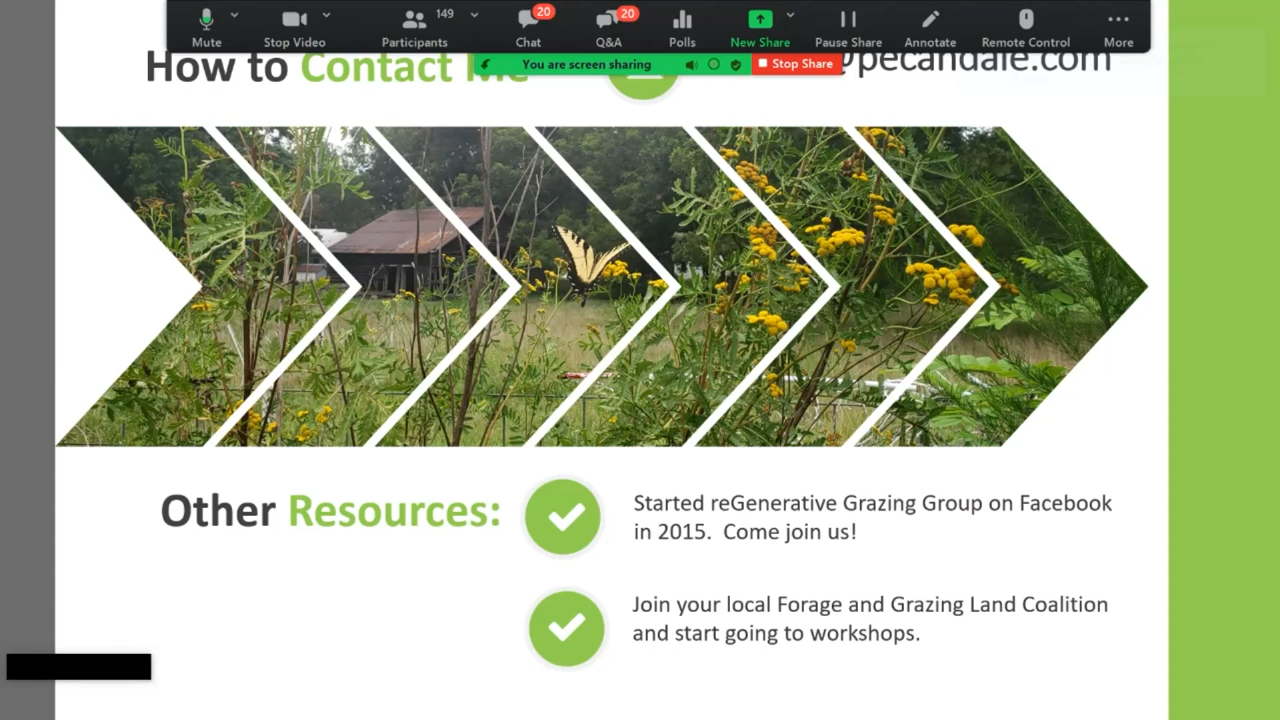 149
20
20
Mute
Stop Video
Participants
Chat
Q&A
Polls
New Share
Pause Share
Annotate
Remote Control
More
You are screen sharing
Stop Share
How to Contact Me
@pecandale.com
Other Resources:
Started reGenerative Grazing Group on Facebook
in 2015. Come join us!
Join your local Forage and Grazing Land Coalition
and start going to workshops.